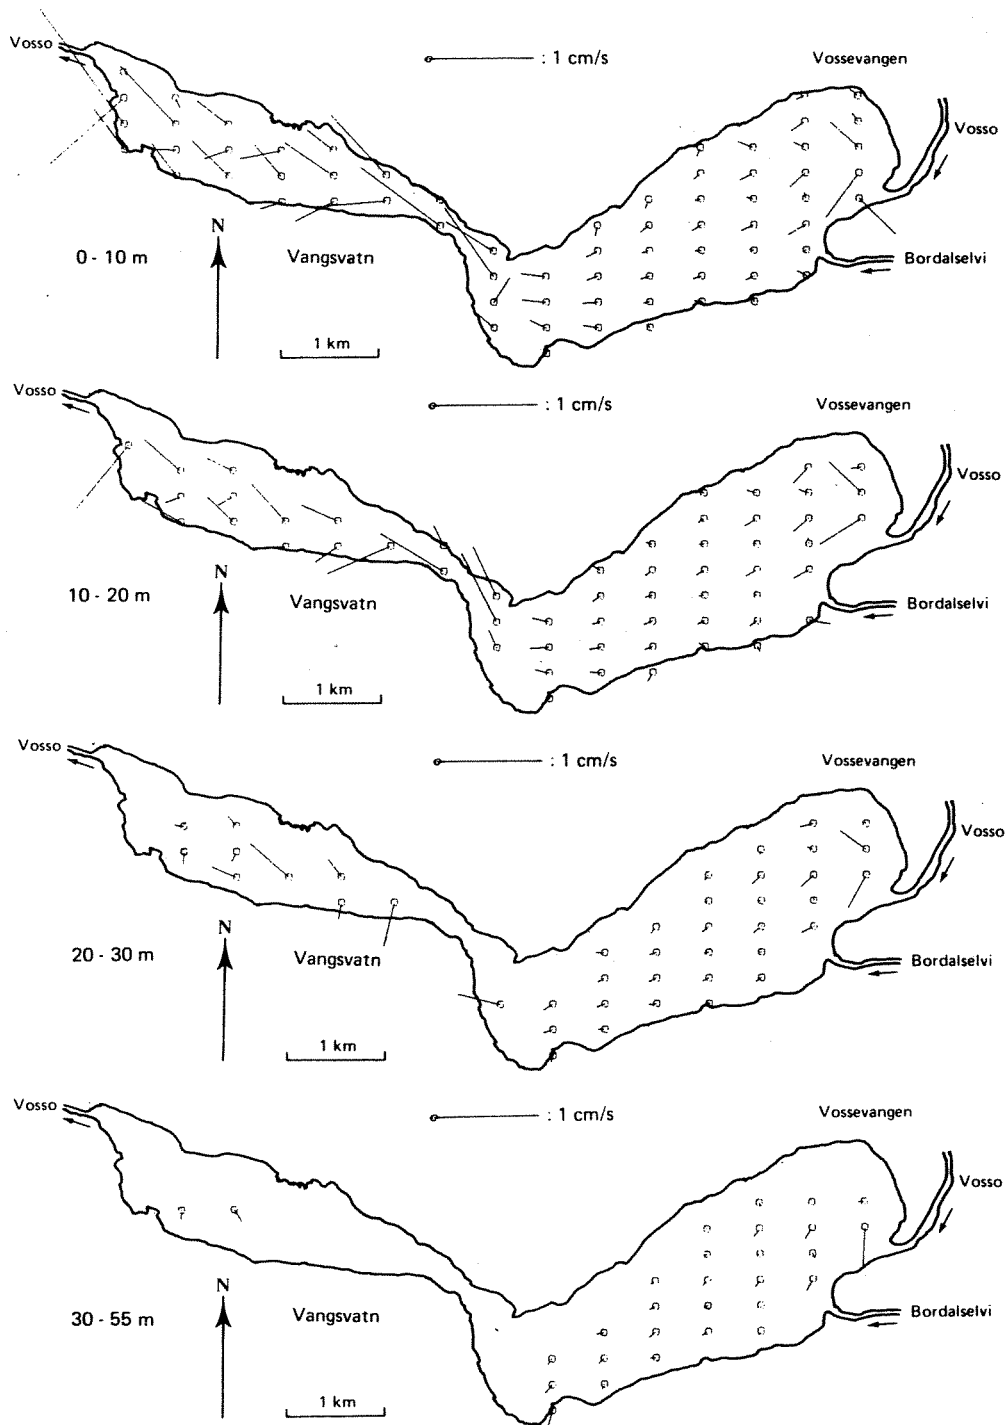 Vosso
: 1 cm/s
Vossevangen
Vosso
N
0 - 10 m
Vangsvatn
Bordalselvi
1 km
Vosso
: 1 cm/s
Vossevangen
Vosso
N
10 - 20 m
Vangsvatn
Bordalselvi
1 km
Vosso
: 1 cm/s
Vossevangen
Vosso
N
20 - 30 m
Vangsvatn
Bordalselvi
1 km
Vosso
: 1 cm/s
Vossevangen
Vosso
N
30 - 55 m
Vangsvatn
Bordalselvi
1 km